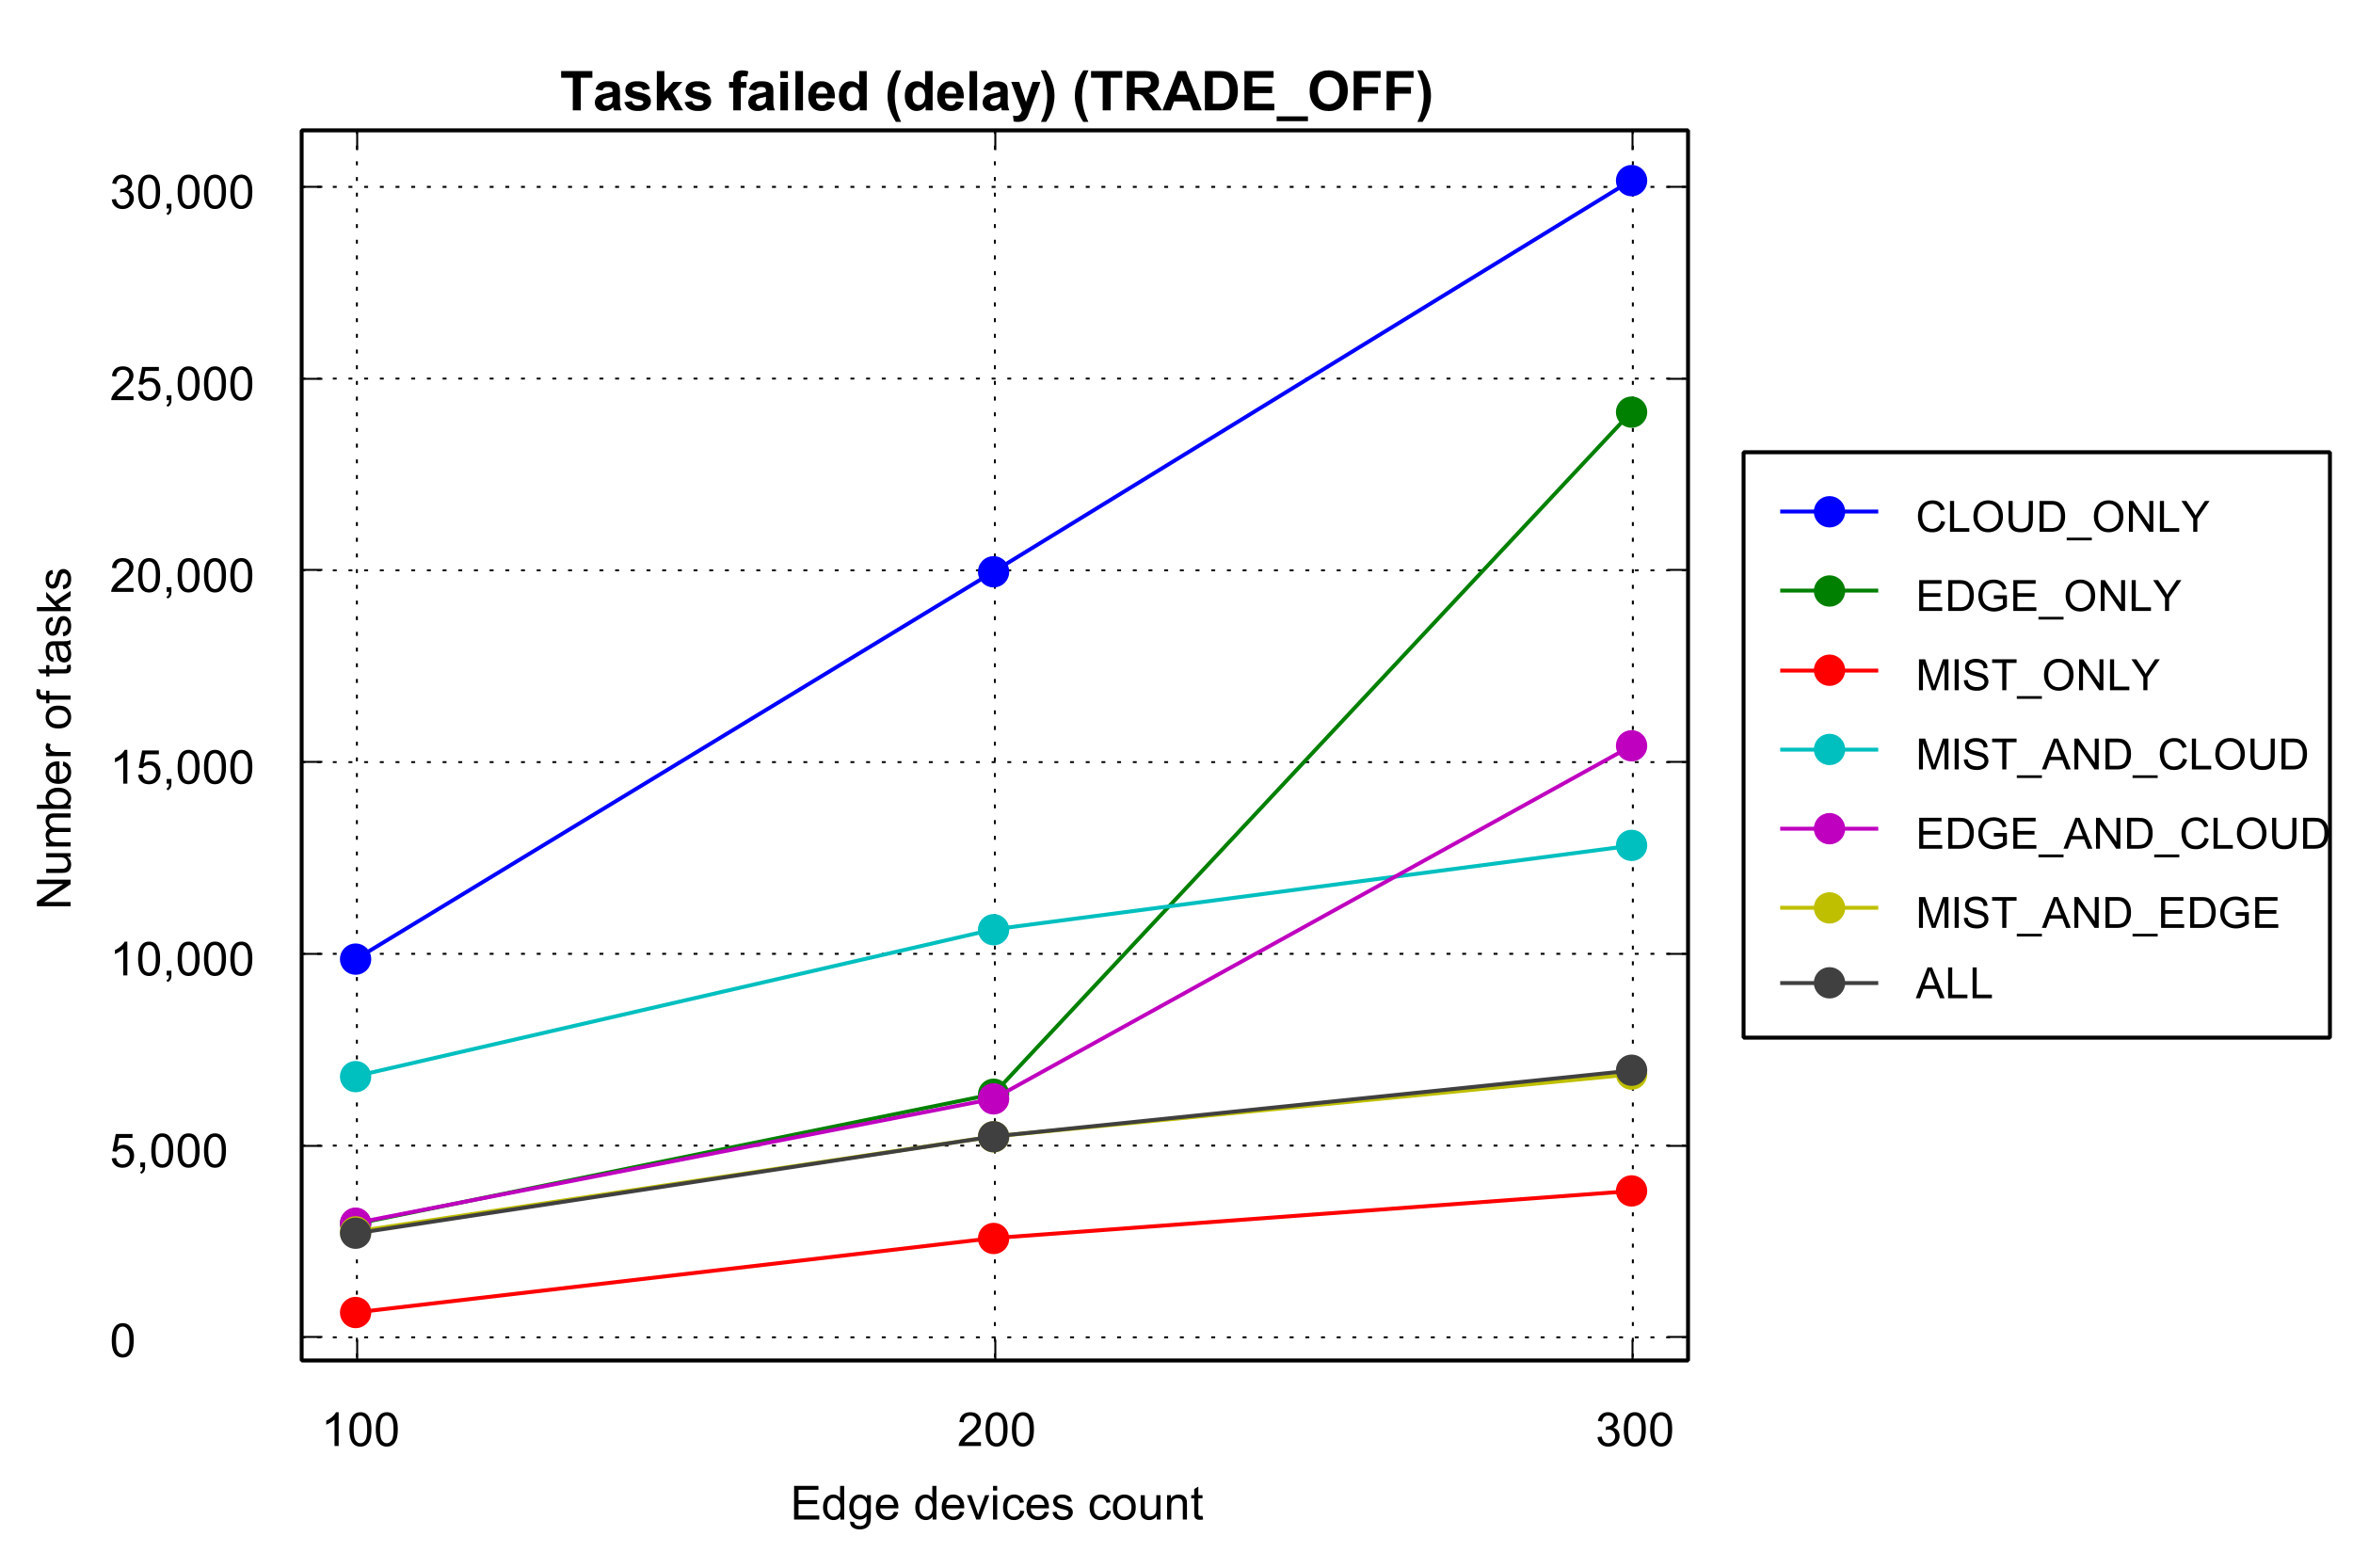 Tasks failed (delay) (TRADE_OFF)
30,000
25,000
20,000
15,000
10,000
5,000
0
Number of tasks
100
200
300
Edge devices count
CLOUD_ONLY
EDGE_ONLY
MIST_ONLY
MIST_AND_CLOUD
EDGE_AND_CLOUD
MIST_AND_EDGE
ALL